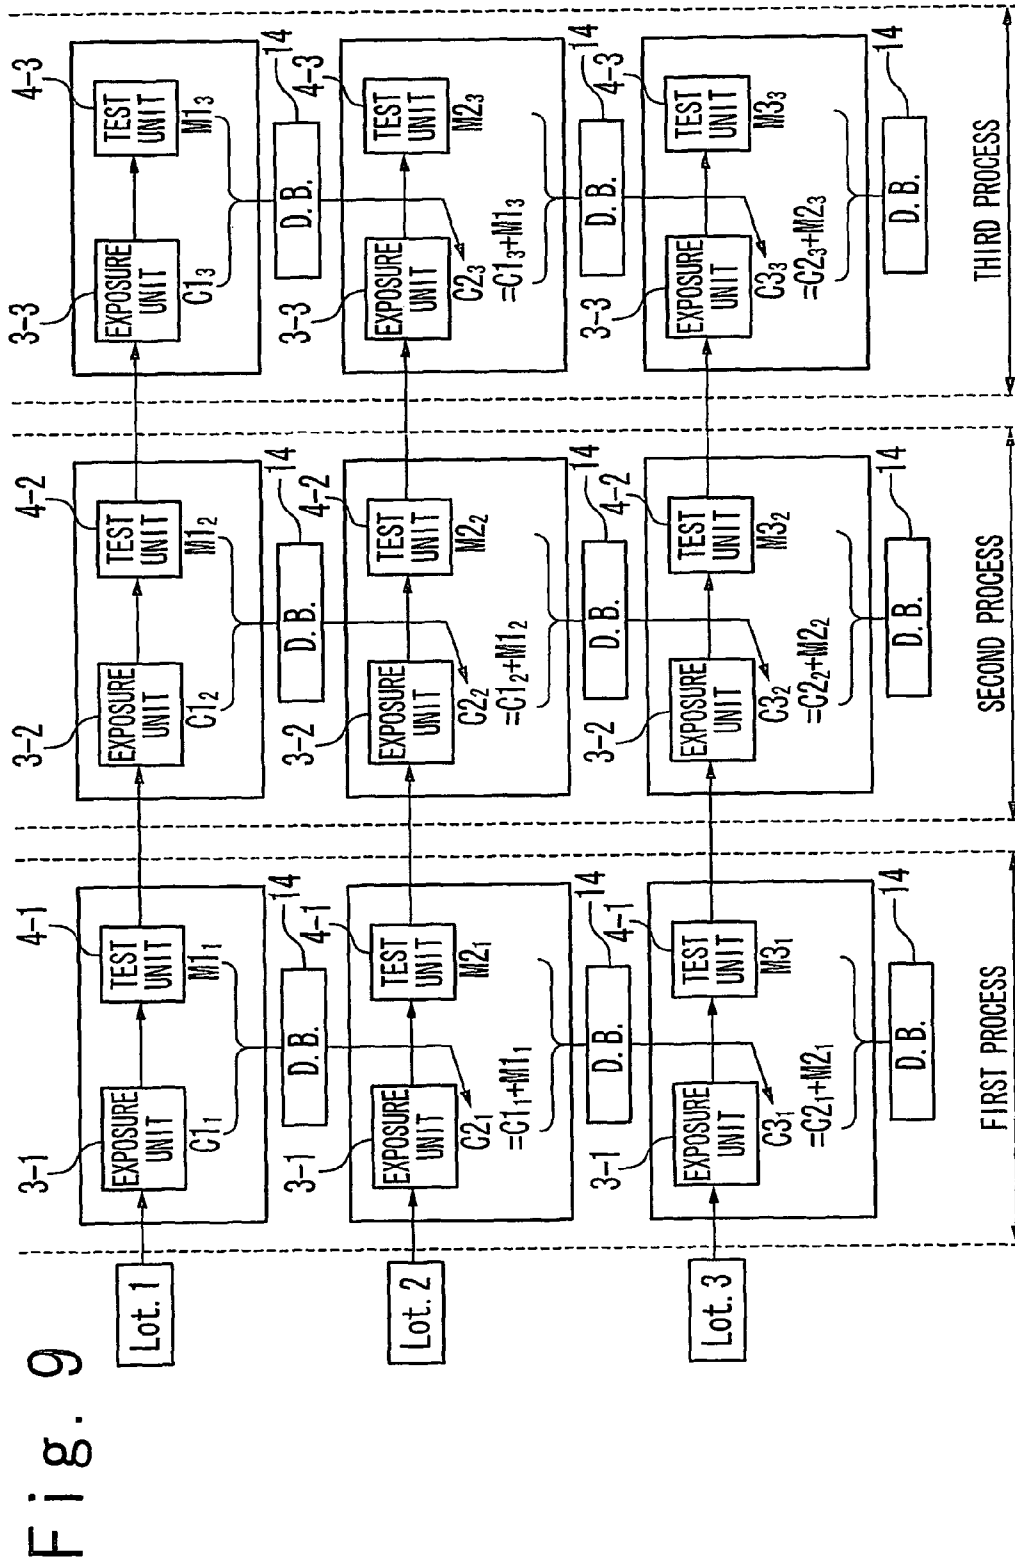 Fig. 9
Lot. 1
3-1
EXPOSURE
UNIT
C1₁
4-1
TEST
UNIT
M1₁
14
D. B.
3-2
EXPOSURE
UNIT
C1₂
4-2
TEST
UNIT
M1₂
14
D. B.
3-3
EXPOSURE
UNIT
C1₃
4-3
TEST
UNIT
M1₃
14
D. B.
Lot. 2
3-1
EXPOSURE
UNIT
C2₁
=C1₁+M1₁
4-1
TEST
UNIT
M2₁
14
D. B.
3-2
EXPOSURE
UNIT
C2₂
=C1₂+M1₂
4-2
TEST
UNIT
M2₂
14
D. B.
3-3
EXPOSURE
UNIT
C2₃
=C1₃+M1₃
4-3
TEST
UNIT
M2₃
14
D. B.
Lot. 3
3-1
EXPOSURE
UNIT
C3₁
=C2₁+M2₁
4-1
TEST
UNIT
M3₁
14
D. B.
3-2
EXPOSURE
UNIT
C3₂
=C2₂+M2₂
4-2
TEST
UNIT
M3₂
14
D. B.
3-3
EXPOSURE
UNIT
C3₃
=C2₃+M2₃
4-3
TEST
UNIT
M3₃
14
D. B.
FIRST PROCESS
SECOND PROCESS
THIRD PROCESS